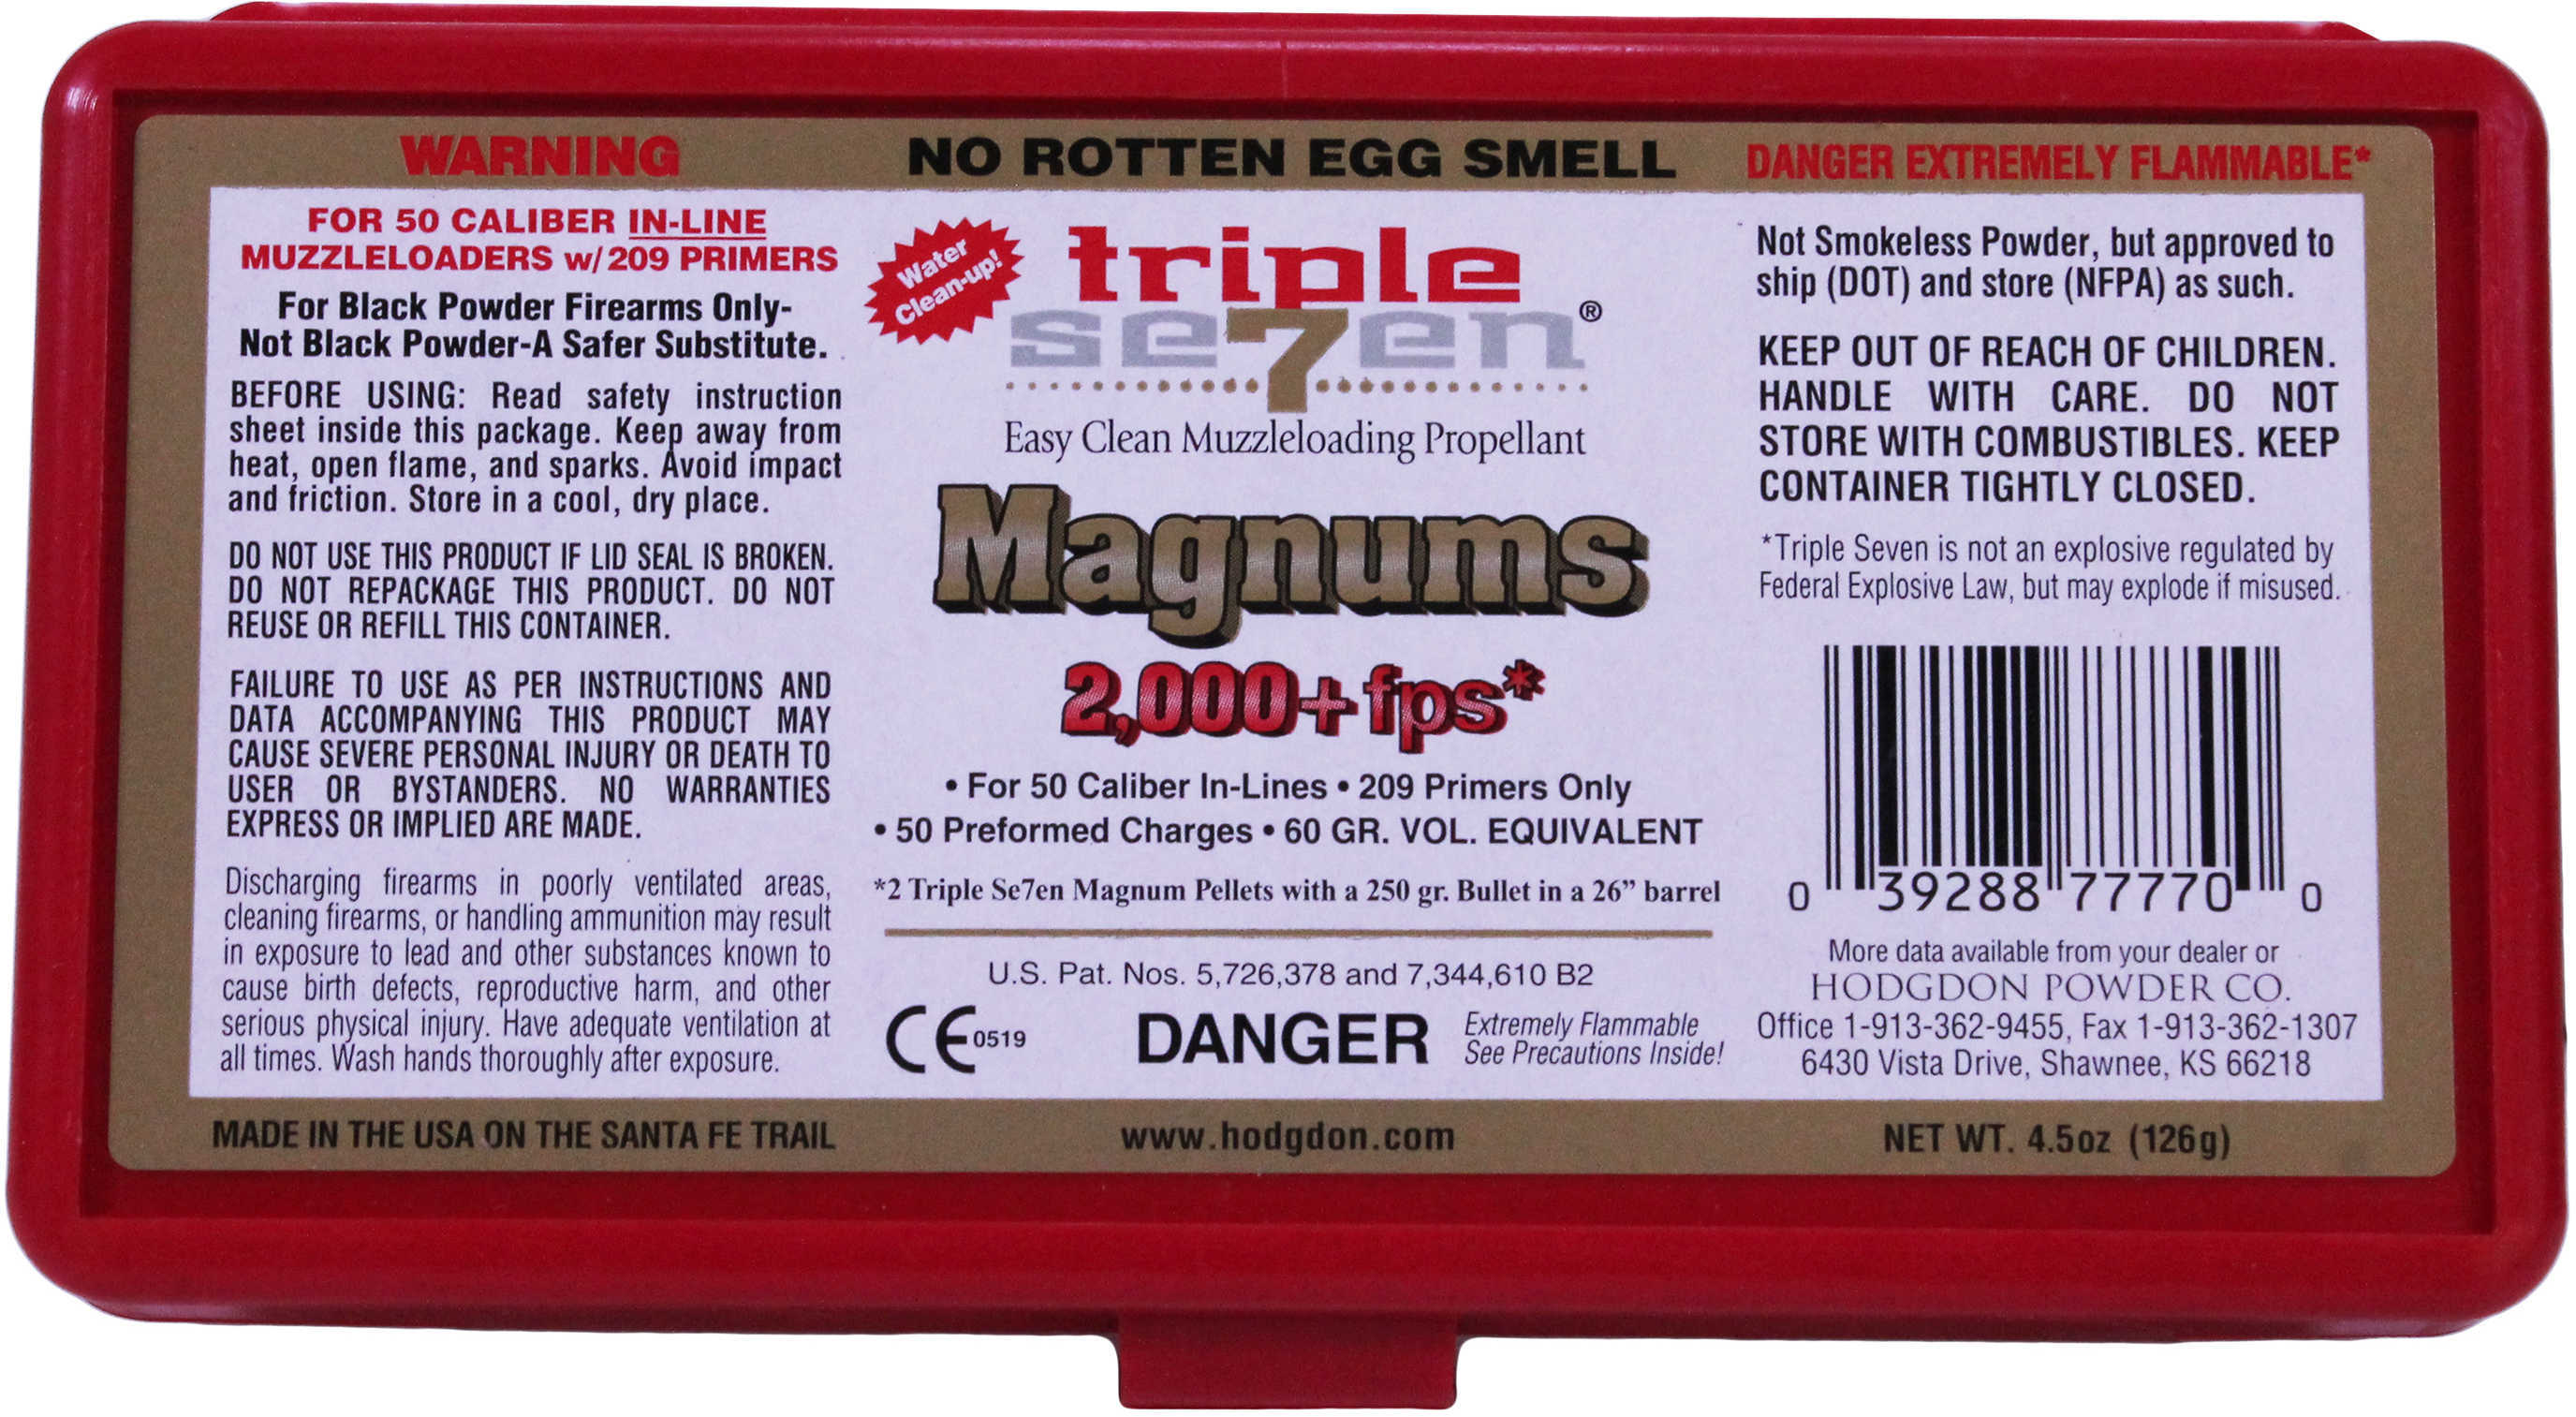 WARNING
FOR 50 CALIBER IN-LINE
MUZZLELOADERS w/209 PRIMERS
For Black Powder Firearms Only-
Not Black Powder-A Safer Substitute.
BEFORE USING: Read safety instruction
sheet inside this package. Keep away from
heat, open flame, and sparks. Avoid impact
and friction. Store in a cool, dry place.
DO NOT USE THIS PRODUCT IF LID SEAL IS BROKEN.
DO NOT REPACKAGE THIS PRODUCT. DO NOT
REUSE OR REFILL THIS CONTAINER.
FAILURE TO USE AS PER INSTRUCTIONS AND
DATA ACCOMPANYING THIS PRODUCT MAY
CAUSE SEVERE PERSONAL INJURY OR DEATH TO
USER OR BYSTANDERS. NO WARRANTIES
EXPRESS OR IMPLIED ARE MADE.
Discharging firearms in poorly ventilated areas,
cleaning firearms, or handling ammunition may result
in exposure to lead and other substances known to
cause birth defects, reproductive harm, and other
serious physical injury. Have adequate ventilation at
all times. Wash hands thoroughly after exposure.
MADE IN THE USA ON THE SANTA FE TRAIL
NO ROTTEN EGG SMELL
Water
Clean-up!
triple
se7en®
Easy Clean Muzzleloading Propellant
Magnums
2,000+ fps*
• For 50 Caliber In-Lines • 209 Primers Only
• 50 Preformed Charges • 60 GR. VOL. EQUIVALENT
*2 Triple Se7en Magnum Pellets with a 250 gr. Bullet in a 26” barrel
U.S. Pat. Nos. 5,726,378 and 7,344,610 B2
CE 0519
DANGER
Extremely Flammable
See Precautions Inside!
www.hodgdon.com
DANGER EXTREMELY FLAMMABLE*
Not Smokeless Powder, but approved to
ship (DOT) and store (NFPA) as such.
KEEP OUT OF REACH OF CHILDREN.
HANDLE WITH CARE. DO NOT
STORE WITH COMBUSTIBLES. KEEP
CONTAINER TIGHTLY CLOSED.
*Triple Seven is not an explosive regulated by
Federal Explosive Law, but may explode if misused.
0 39288 77770 0
More data available from your dealer or
HODGDON POWDER CO.
Office 1-913-362-9455, Fax 1-913-362-1307
6430 Vista Drive, Shawnee, KS 66218
NET WT. 4.5oz (126g)